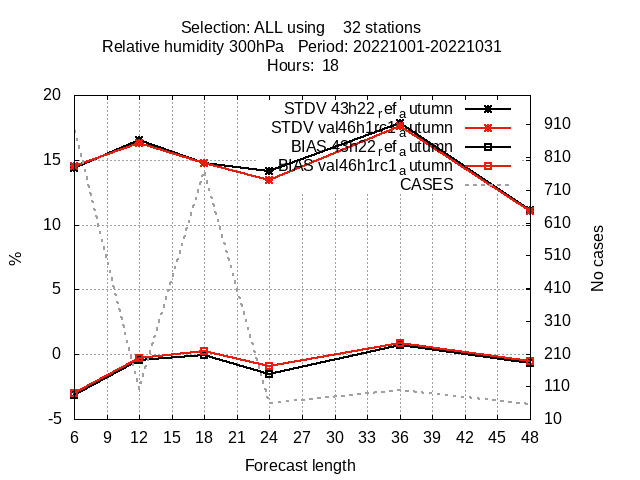 Selection: ALL using 32 stations
Relative humidity 300hPa Period: 20221001-20221031
Hours: 18
STDV 43h22_ref_autumn
STDV val46h1rc1_autumn
BIAS 43h22_ref_autumn
BIAS val46h1rc1_autumn
CASES
20
15
10
5
0
-5
%
910
810
710
610
510
410
310
210
110
10
No cases
6 9 12 15 18 21 24 27 30 33 36 39 42 45 48
Forecast length